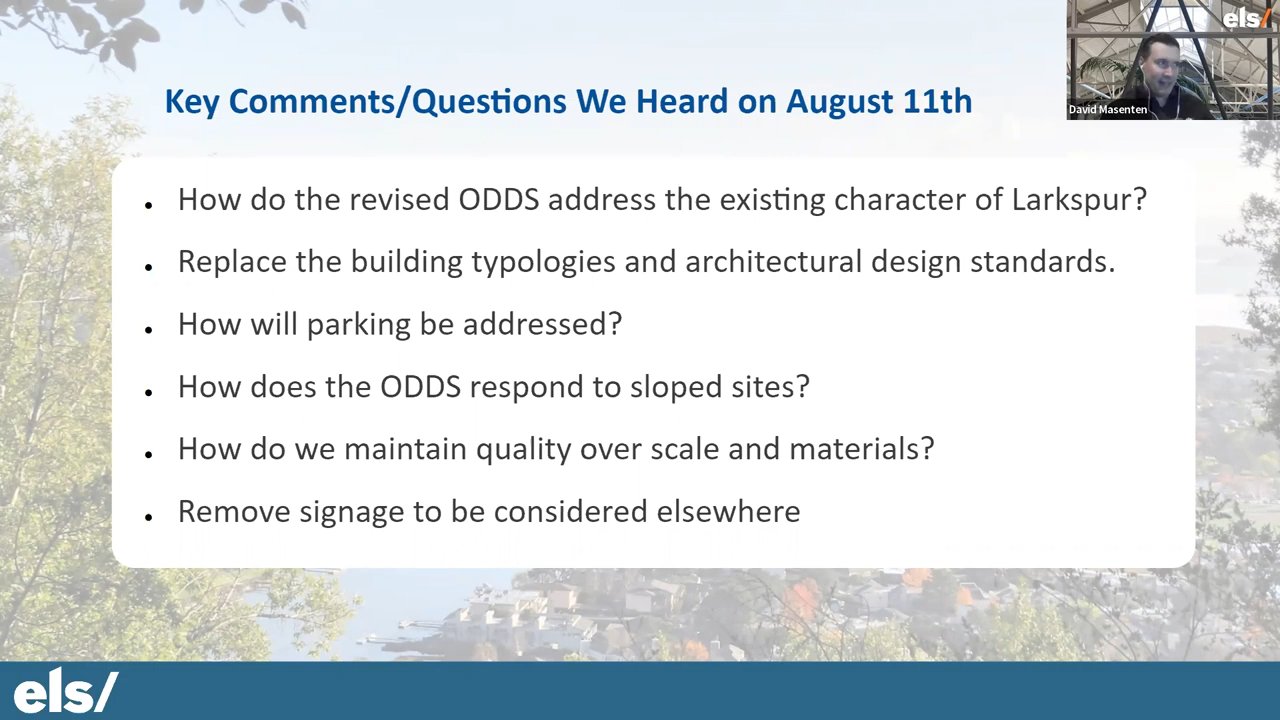 els/
Key Comments/Questions We Heard on August 11th
David Masenten
How do the revised ODDS address the existing character of Larkspur?
Replace the building typologies and architectural design standards.
How will parking be addressed?
How does the ODDS respond to sloped sites?
How do we maintain quality over scale and materials?
Remove signage to be considered elsewhere
els/